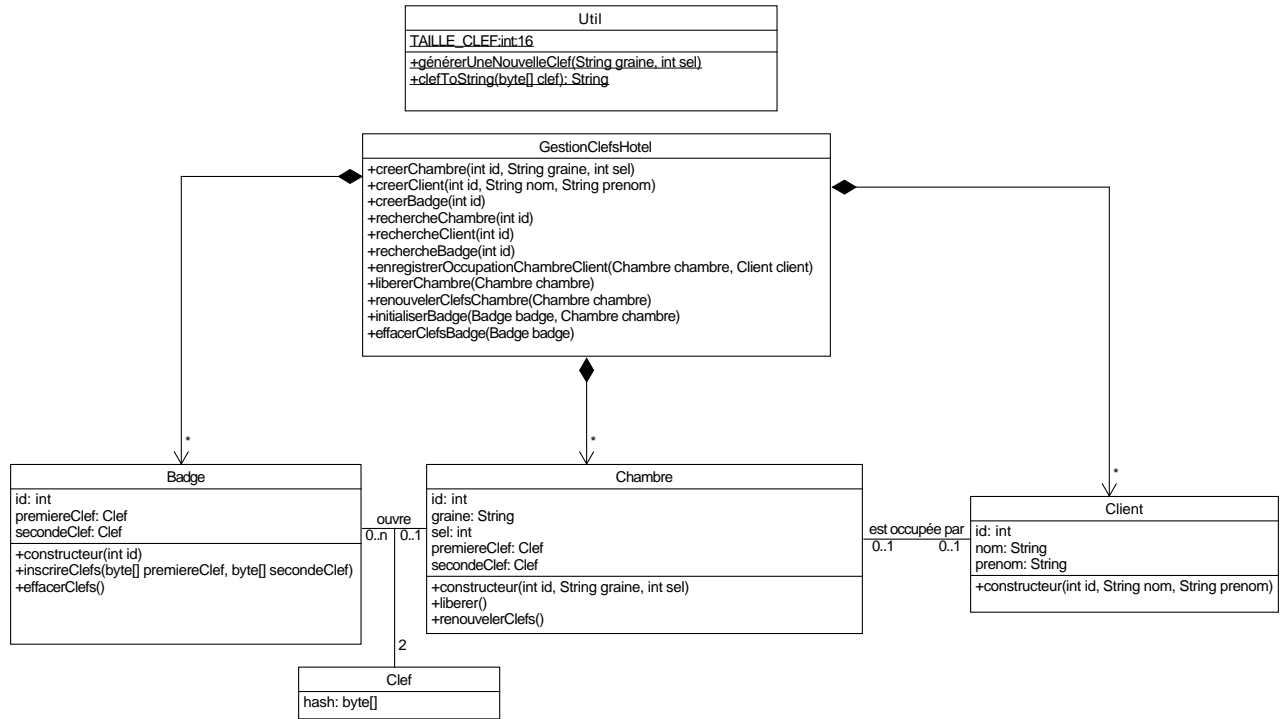 Util
TAILLE_CLEF:int:16
+générerUneNouvelleClef(String graine, int sel)
+clefToString(byte[] clef): String
GestionClefsHotel
+creerChambre(int id, String graine, int sel)
+creerClient(int id, String nom, String prenom)
+creerBadge(int id)
+rechercheChambre(int id)
+rechercheClient(int id)
+rechercheBadge(int id)
+enregistrerOccupationChambreClient(Chambre chambre, Client client)
+libererChambre(Chambre chambre)
+renouvelerClefsChambre(Chambre chambre)
+initialiserBadge(Badge badge, Chambre chambre)
+effacerClefsBadge(Badge badge)
*
*
*
Badge
id: int
premiereClef: Clef
secondeClef: Clef
+constructeur(int id)
+inscrireClefs(byte[] premiereClef, byte[] secondeClef)
+effacerClefs()
ouvre
0..n 0..1
Chambre
id: int
graine: String
sel: int
premiereClef: Clef
secondeClef: Clef
+constructeur(int id, String graine, int sel)
+liberer()
+renouvelerClefs()
est occupée par
0..1 0..1
Client
id: int
nom: String
prenom: String
+constructeur(int id, String nom, String prenom)
2
Clef
hash: byte[]